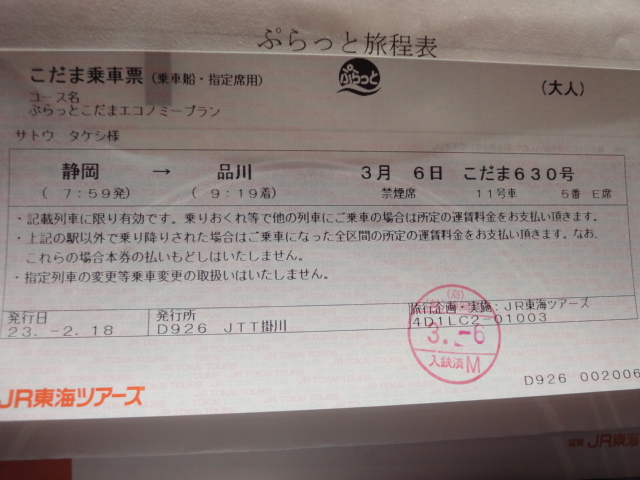 ぷらっと旅程表
こだま乗車票（乗車船・指定席用） ぷらっと （大人）
コース名
ぷらっとこだまエコノミープラン
サトウ タケシ様
静岡 → 品川 3月 6日 こだま630号
（ 7:59発） （ 9:19着） 禁煙席 11号車 5番 E席
・記載列車に限り有効です。乗りおくれ等で他の列車にご乗車の場合は所定の運賃料金をお支払い頂きます。
・上記の駅以外で乗り降りされた場合はご乗車になった全区間の所定の運賃料金をお支払い頂きます。なお、
これらの場合本券の払いもどしはいたしません。
・指定列車の変更等乗車変更の取扱いはいたしません。
発行日 発行所 旅行企画・実施：JR東海ツアーズ
23.-2.18 D926 JTT掛川 4D1LC2-01003
3.-6
入鋏済M
D926 002006
JR東海ツアーズ
JR東海